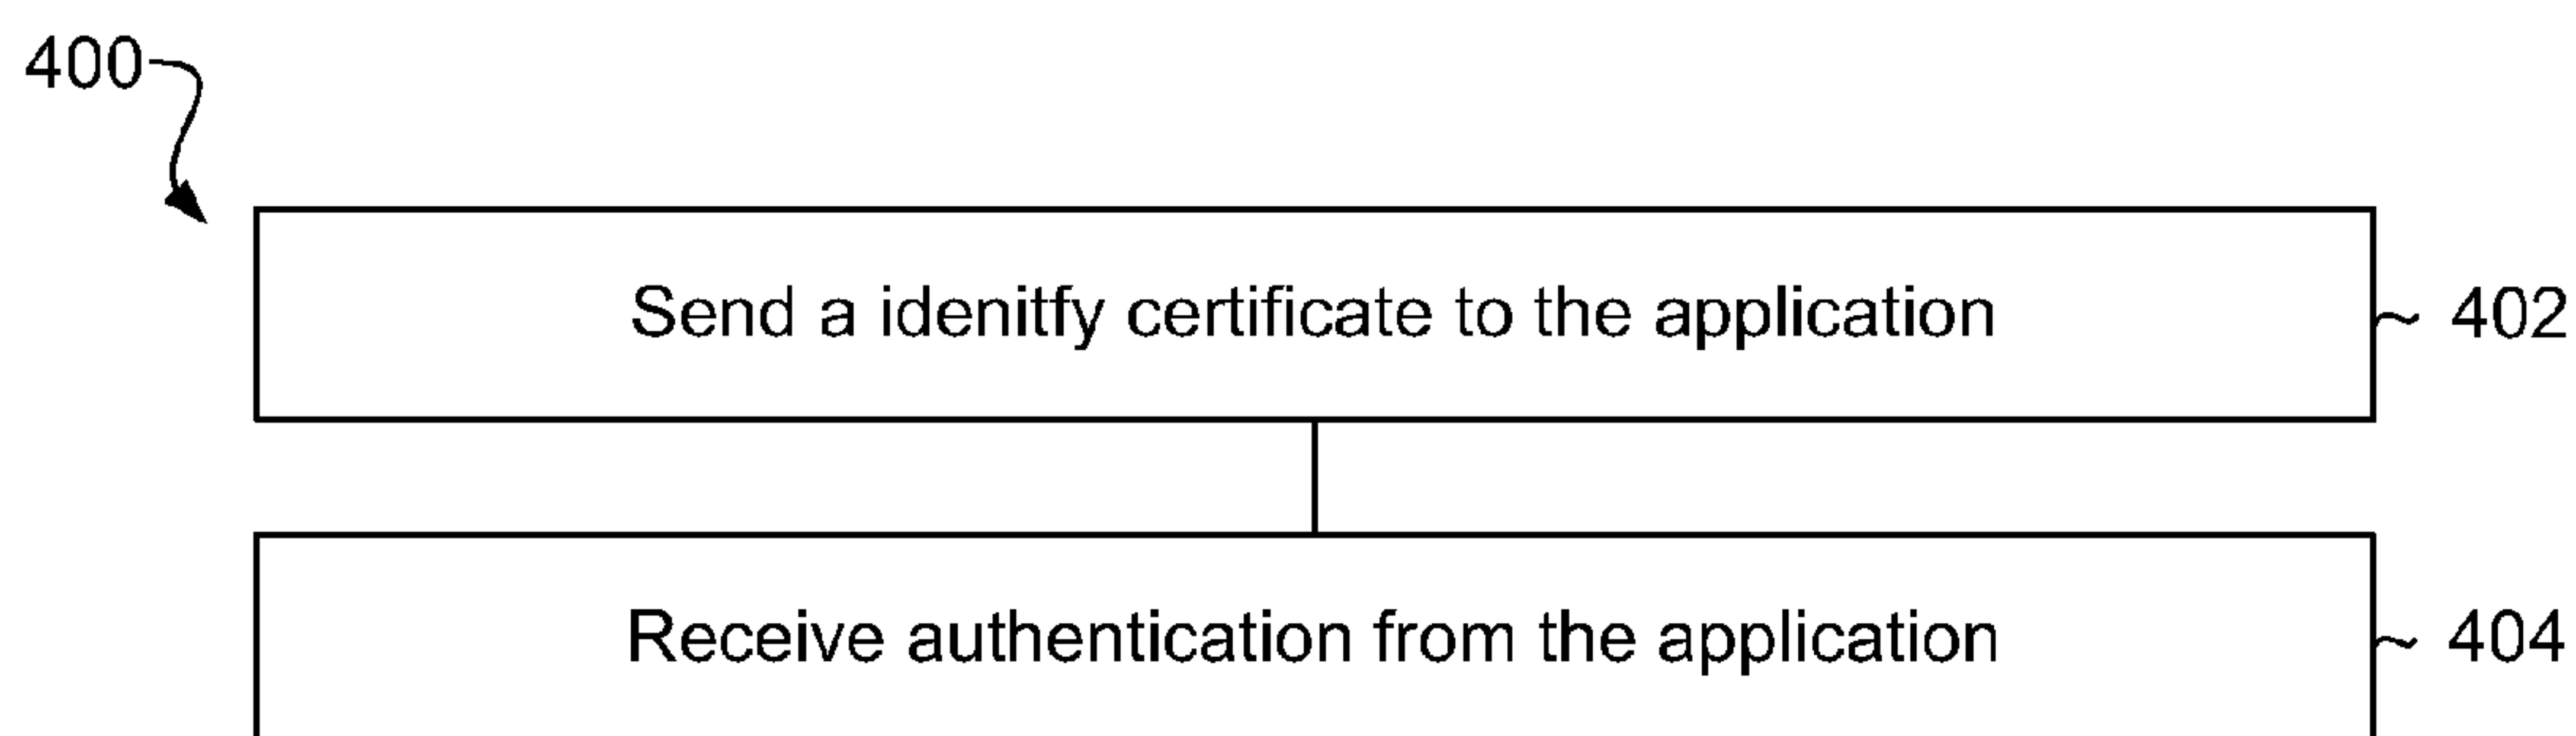 400
Send a idenitfy certificate to the application
402
Receive authentication from the application
404